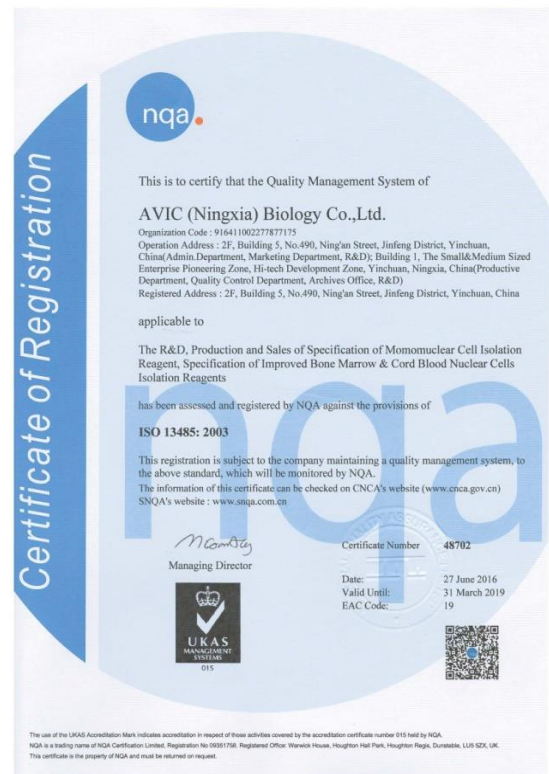 Certificate of Registration
nqa.
This is to certify that the Quality Management System of
AVIC (Ningxia) Biology Co.,Ltd.
Organization Code : 916411002277877175
Operation Address : 2F, Building 5, No.490, Ning'an Street, Jinfeng District, Yinchuan,
China(Admin.Department, Marketing Department, R&D); Building 1, The Small&Medium Sized
Enterprise Pioneering Zone, Hi-tech Development Zone, Yinchuan, Ningxia, China(Productive
Department, Quality Control Department, Archives Office, R&D)
Registered Address : 2F, Building 5, No.490, Ning'an Street, Jinfeng District, Yinchuan, China
applicable to
The R&D, Production and Sales of Specification of Momomuclear Cell Isolation
Reagent, Specification of Improved Bone Marrow & Cord Blood Nuclear Cells
Isolation Reagents
has been assessed and registered by NQA against the provisions of
ISO 13485: 2003
This registration is subject to the company maintaining a quality management system, to
the above standard, which will be monitored by NQA.
The information of this certificate can be checked on CNCA's website (www.cnca.gov.cn)
SNQA's website : www.snqa.com.cn
nqa
Managing Director
Certificate Number 48702
Date: 27 June 2016
Valid Until: 31 March 2019
EAC Code: 19
UKAS
MANAGEMENT
SYSTEMS
015
The use of the UKAS Accreditation Mark indicates accreditation in respect of those activities covered by the accreditation certificate number 015 held by NQA.
NQA is a trading name of NQA Certification Limited, Registration No 09351758. Registered Office: Warwick House, Houghton Hall Park, Houghton Regis, Dunstable, LU5 5ZX, UK.
This certificate is the property of NQA and must be returned on request.